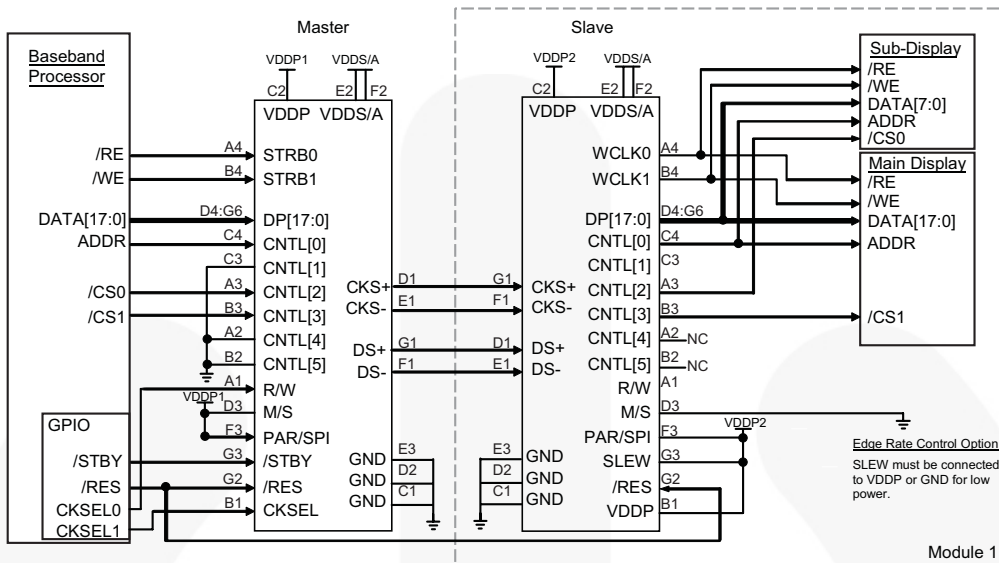 Master
Slave
Baseband
Processor
/RE
/WE
DATA[17:0]
ADDR
/CS0
/CS1
GPIO
/STBY
/RES
CKSEL0
CKSEL1
VDDP1
VDDS/A
C2
E2
F2
VDDP VDDS/A
A4
STRB0
B4
STRB1
D4:G6
DP[17:0]
C4
CNTL[0]
C3
CNTL[1]
A3
CNTL[2]
B3
CNTL[3]
A2
CNTL[4]
B2
CNTL[5]
A1
R/W
VDDP1
D3
M/S
F3
PAR/SPI
G3
/STBY
G2
/RES
B1
CKSEL
CKS+
D1
CKS-
E1
DS+
G1
DS-
F1
GND
E3
GND
D2
GND
C1
VDDP2
VDDS/A
C2
E2
F2
VDDP VDDS/A
G1
CKS+
F1
CKS-
D1
DS+
E1
DS-
E3
GND
D2
GND
C1
GND
WCLK0
A4
WCLK1
B4
DP[17:0]
D4:G6
CNTL[0]
C4
CNTL[1]
C3
CNTL[2]
A3
CNTL[3]
B3
CNTL[4]
A2
NC
CNTL[5]
B2
NC
R/W
A1
M/S
D3
PAR/SPI
F3
VDDP2
SLEW
G3
/RES
G2
VDDP
B1
Sub-Display
/RE
/WE
DATA[7:0]
ADDR
/CS0
Main Display
/RE
/WE
DATA[17:0]
ADDR
/CS1
Edge Rate Control Option
SLEW must be connected
to VDDP or GND for low
power.
Module 1